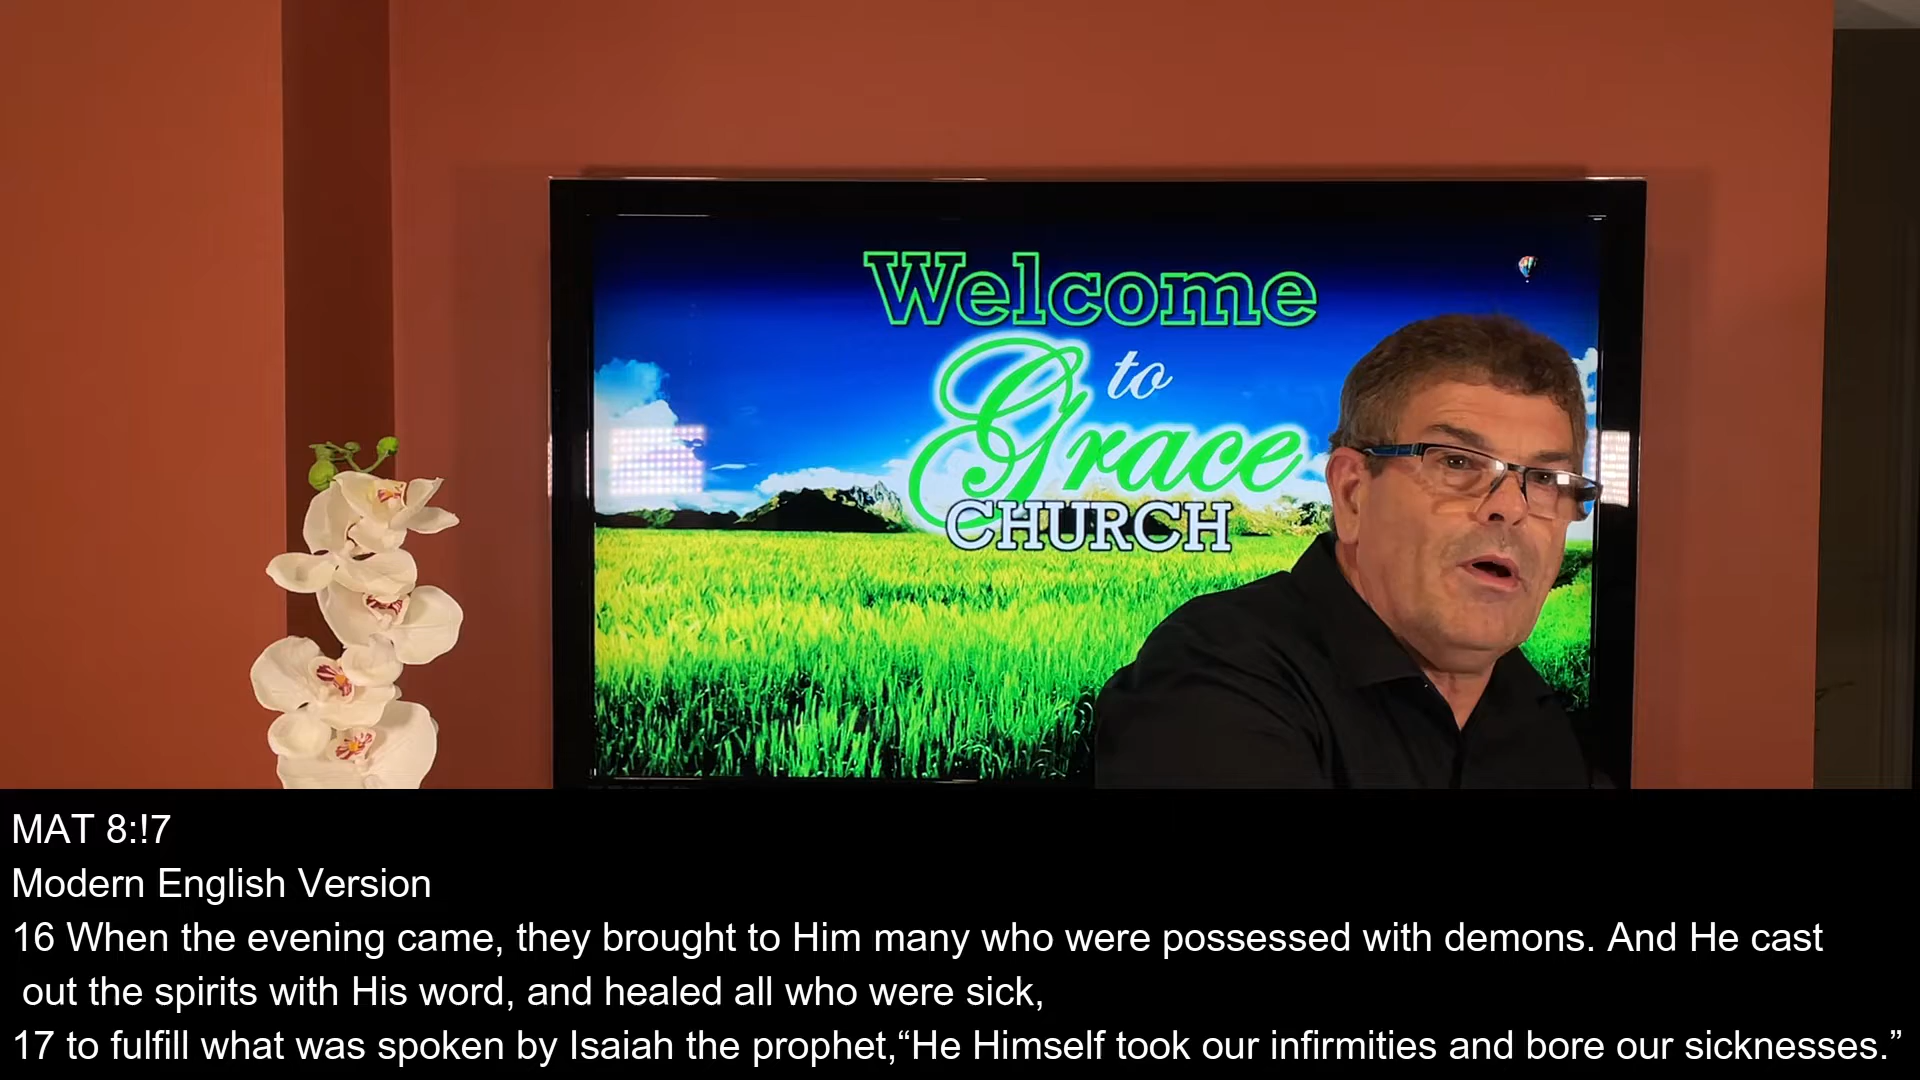 Welcome
to
Grace
CHURCH
MAT 8:!7
Modern English Version
16 When the evening came, they brought to Him many who were possessed with demons. And He cast
out the spirits with His word, and healed all who were sick,
17 to fulfill what was spoken by Isaiah the prophet,“He Himself took our infirmities and bore our sicknesses.”